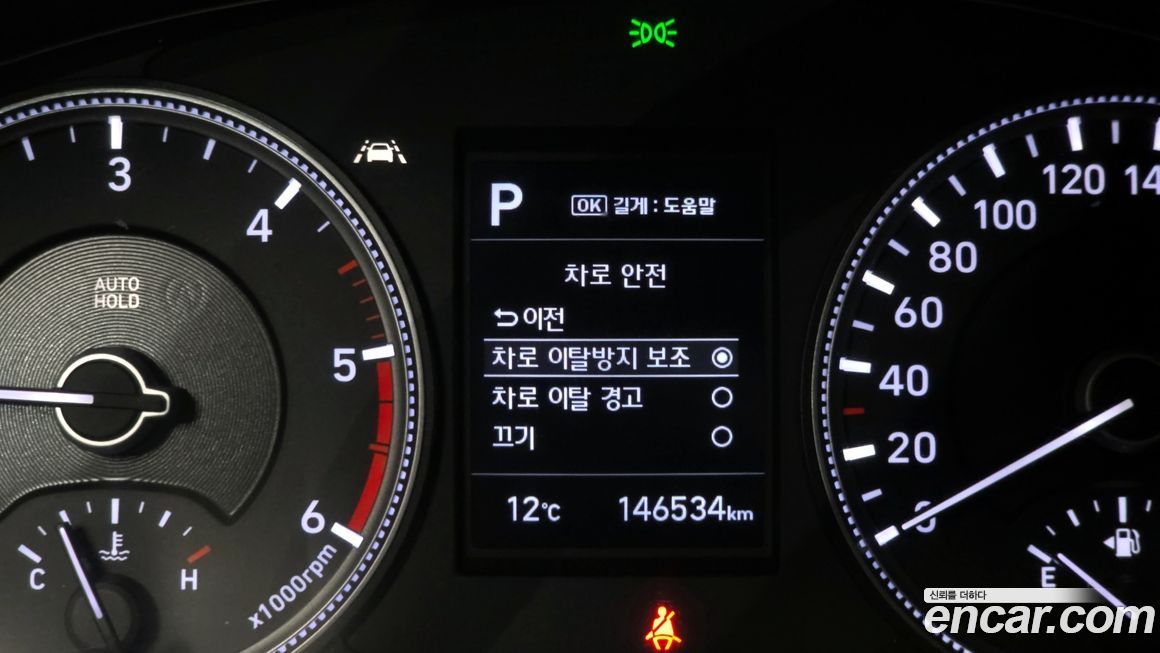 3
4
5
6
x1000rpm
AUTO
HOLD
C
H
P
OK 길게 : 도움말
차로 안전
이전
차로 이탈방지 보조
차로 이탈 경고
끄기
12°C
146534km
0
20
40
60
80
100
120
14
E
신뢰를 더하다
encar.com